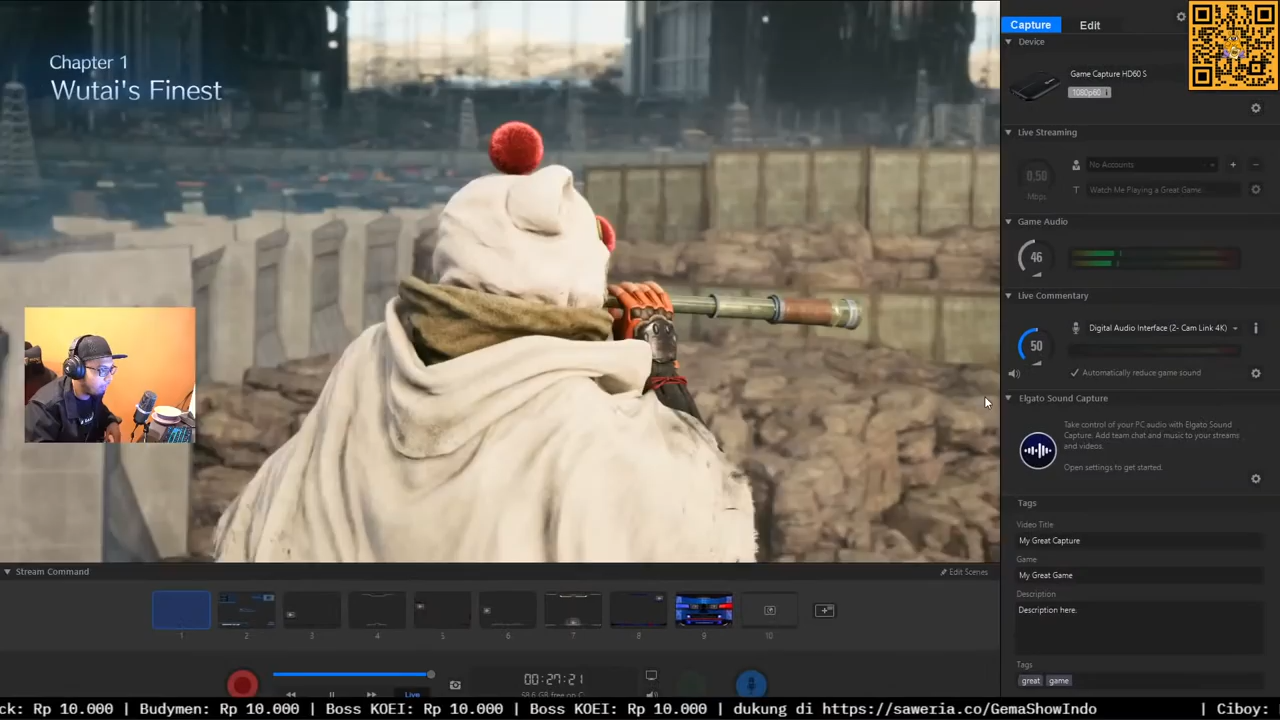 Chapter 1
Wutai's Finest
Capture
Edit
Device
Game Capture HD60 S
1080p60
Live Streaming
0.50
Mbps
No Accounts
Watch Me Playing a Great Game
Game Audio
46
Live Commentary
50
Digital Audio Interface (2- Cam Link 4K)
Automatically reduce game sound
Elgato Sound Capture
Take control of your PC audio with Elgato Sound
Capture. Add team chat and music to your streams
and videos.
Open settings to get started.
Tags
Video Title
My Great Capture
Game
My Great Game
Description
Description here.
Tags
great game
Stream Command
Edit Scenes
1 2 3 4 5 6 7 8 9 10
00:27:21
58.6 GB free on C
Live
ck: Rp 10.000 | Budymen: Rp 10.000 | Boss KOEI: Rp 10.000 | Boss KOEI: Rp 10.000 | dukung di https://saweria.co/GemaShowIndo | Ciboy: